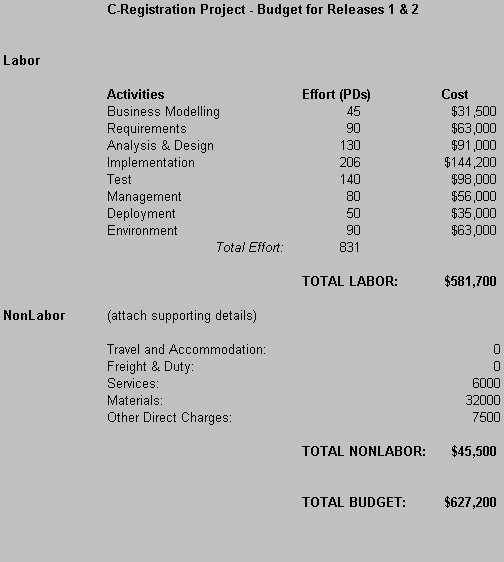 C-Registration Project - Budget for Releases 1 & 2
Labor
Activities Effort (PDs) Cost
Business Modelling 45 $31,500
Requirements 90 $63,000
Analysis & Design 130 $91,000
Implementation 206 $144,200
Test 140 $98,000
Management 80 $56,000
Deployment 50 $35,000
Environment 90 $63,000
Total Effort: 831
TOTAL LABOR: $581,700
NonLabor (attach supporting details)
Travel and Accommodation: 0
Freight & Duty: 0
Services: 6000
Materials: 32000
Other Direct Charges: 7500
TOTAL NONLABOR: $45,500
TOTAL BUDGET: $627,200